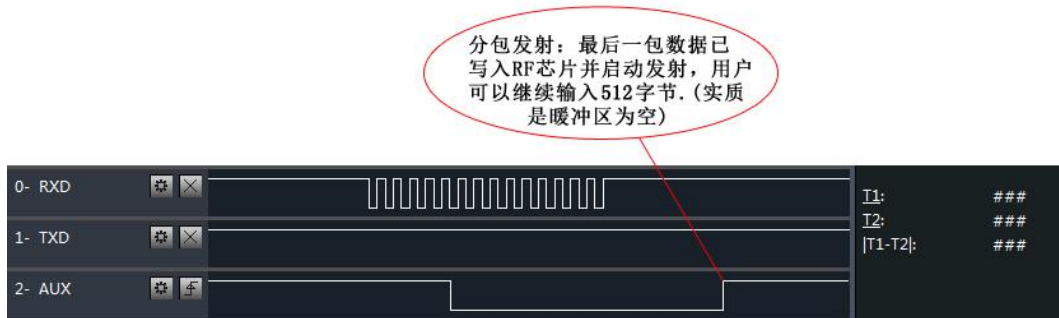 分包发射：最后一包数据已
写入RF芯片并启动发射，用户
可以继续输入512字节.(实质
是暖冲区为空)
0- RXD
1- TXD
2- AUX
T1: ###
T2: ###
|T1-T2|: ###